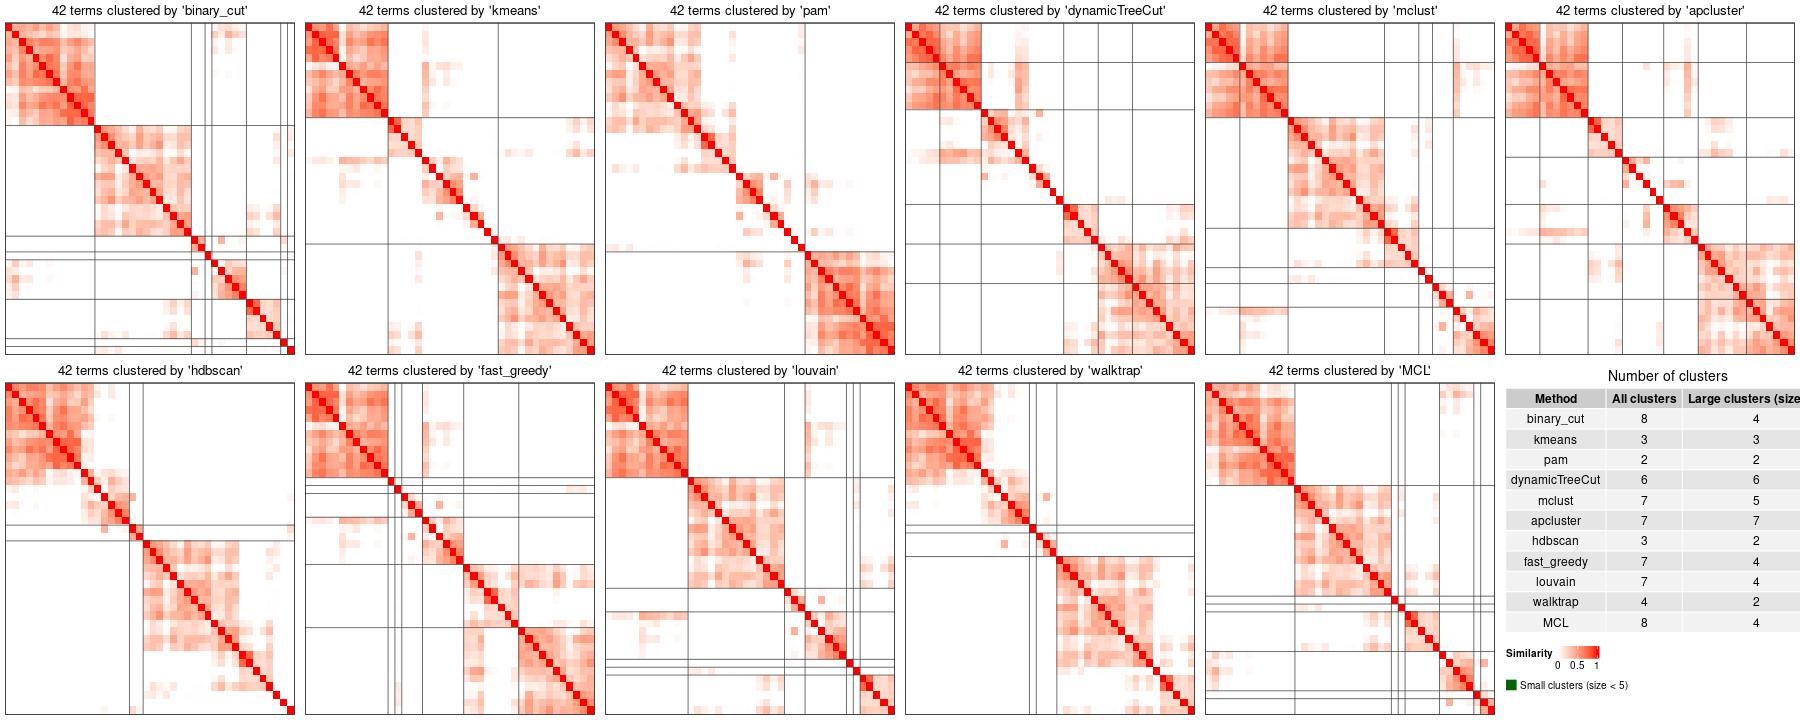 42 terms clustered by 'binary_cut'
42 terms clustered by 'kmeans'
42 terms clustered by 'pam'
42 terms clustered by 'dynamicTreeCut'
42 terms clustered by 'mclust'
42 terms clustered by 'apcluster'
42 terms clustered by 'hdbscan'
42 terms clustered by 'fast_greedy'
42 terms clustered by 'louvain'
42 terms clustered by 'walktrap'
42 terms clustered by 'MCL'
Number of clusters
Method All clusters Large clusters (size
binary_cut 8 4
kmeans 3 3
pam 2 2
dynamicTreeCut 6 6
mclust 7 5
apcluster 7 7
hdbscan 3 2
fast_greedy 7 4
louvain 7 4
walktrap 4 2
MCL 8 4
Similarity
0 0.5 1
Small clusters (size < 5)